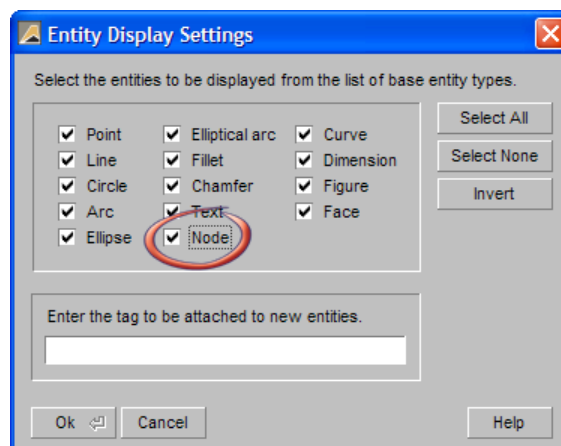 Entity Display Settings
Select the entities to be displayed from the list of base entity types.
Point Elliptical arc Curve
Line Fillet Dimension
Circle Chamfer Figure
Arc Text Face
Ellipse Node
Select All
Select None
Invert
Enter the tag to be attached to new entities.
Ok Cancel Help